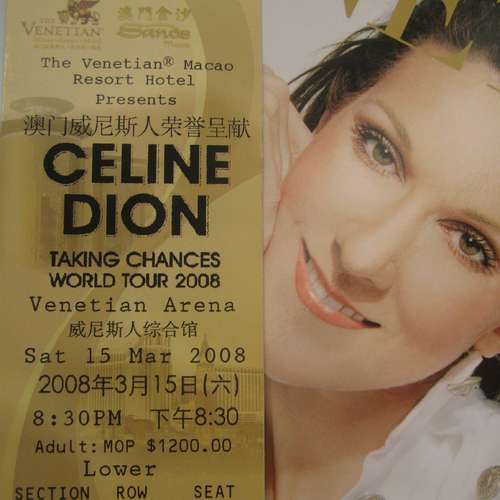 THE
VENETIAN
澳門金沙
Sands
Macao
The Venetian® Macao
Resort Hotel
Presents
澳门威尼斯人荣誉呈献
CELINE
DION
TAKING CHANCES
WORLD TOUR 2008
Venetian Arena
威尼斯人综合馆
Sat 15 Mar 2008
2008年3月15日(六)
8:30PM 下午8:30
Adult: MOP $1200.00
Lower
SECTION ROW SEAT